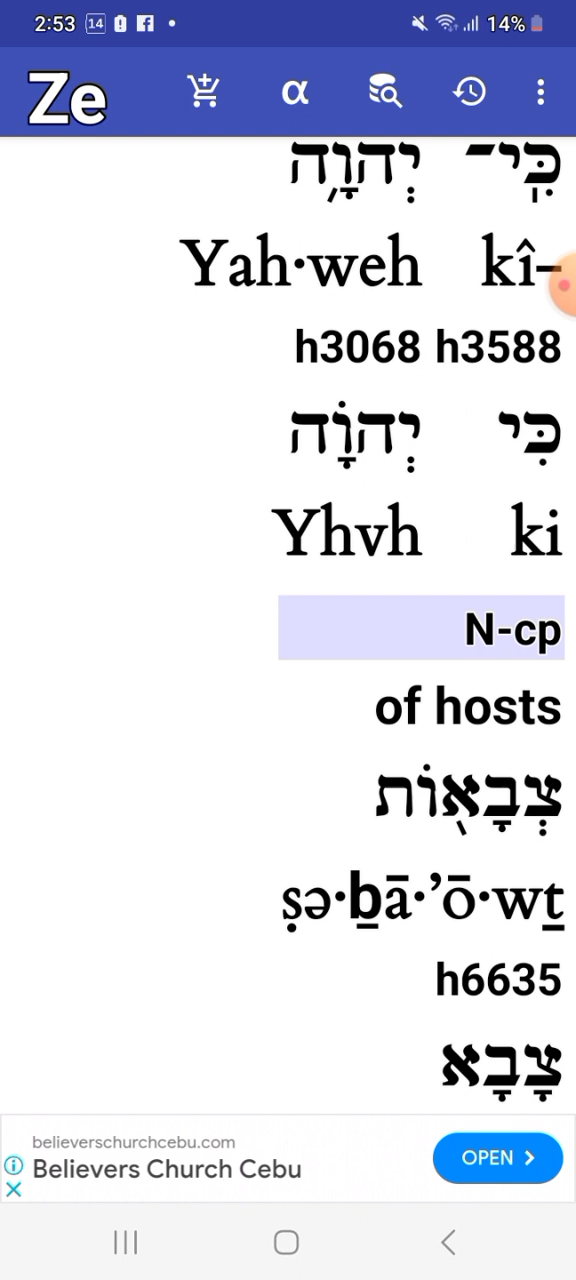 2:53 14 14%
Ze α
כִּֽי־ יְהוָ֥ה
Yah·weh kî-
h3068 h3588
כִּי יְהוָֹה
Yhvh ki
N-cp
of hosts
צְבָא֖וֹת
ṣə·ḇā·’ō·wṯ
h6635
צָבָא
believerschurchcebu.com
Believers Church Cebu
OPEN